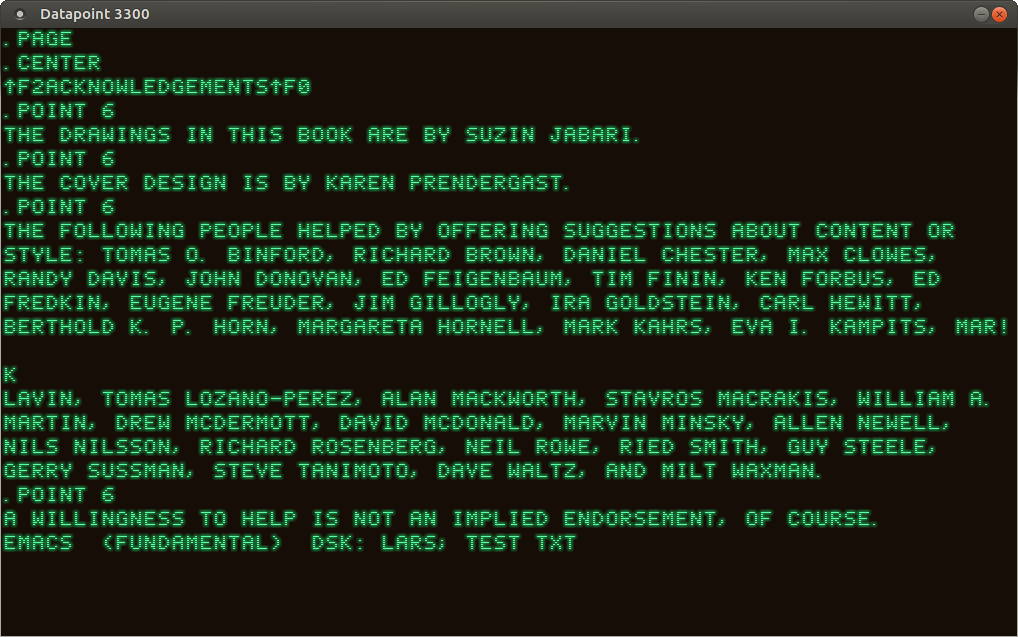 Datapoint 3300
.PAGE
.CENTER
↑F2ACKNOWLEDGEMENTS↑F0
.POINT 6
THE DRAWINGS IN THIS BOOK ARE BY SUZIN JABARI.
.POINT 6
THE COVER DESIGN IS BY KAREN PRENDERGAST.
.POINT 6
THE FOLLOWING PEOPLE HELPED BY OFFERING SUGGESTIONS ABOUT CONTENT OR
STYLE: TOMAS O. BINFORD, RICHARD BROWN, DANIEL CHESTER, MAX CLOWES,
RANDY DAVIS, JOHN DONOVAN, ED FEIGENBAUM, TIM FININ, KEN FORBUS, ED
FREDKIN, EUGENE FREUDER, JIM GILLOGLY, IRA GOLDSTEIN, CARL HEWITT,
BERTHOLD K. P. HORN, MARGARETA HORNELL, MARK KAHRS, EVA I. KAMPITS, MAR!
K
LAVIN, TOMAS LOZANO-PEREZ, ALAN MACKWORTH, STAVROS MACRAKIS, WILLIAM A.
MARTIN, DREW MCDERMOTT, DAVID MCDONALD, MARVIN MINSKY, ALLEN NEWELL,
NILS NILSSON, RICHARD ROSENBERG, NEIL ROWE, RIED SMITH, GUY STEELE,
GERRY SUSSMAN, STEVE TANIMOTO, DAVE WALTZ, AND MILT WAXMAN.
.POINT 6
A WILLINGNESS TO HELP IS NOT AN IMPLIED ENDORSEMENT, OF COURSE.
EMACS  (FUNDAMENTAL)  DSK: LARS; TEST TXT